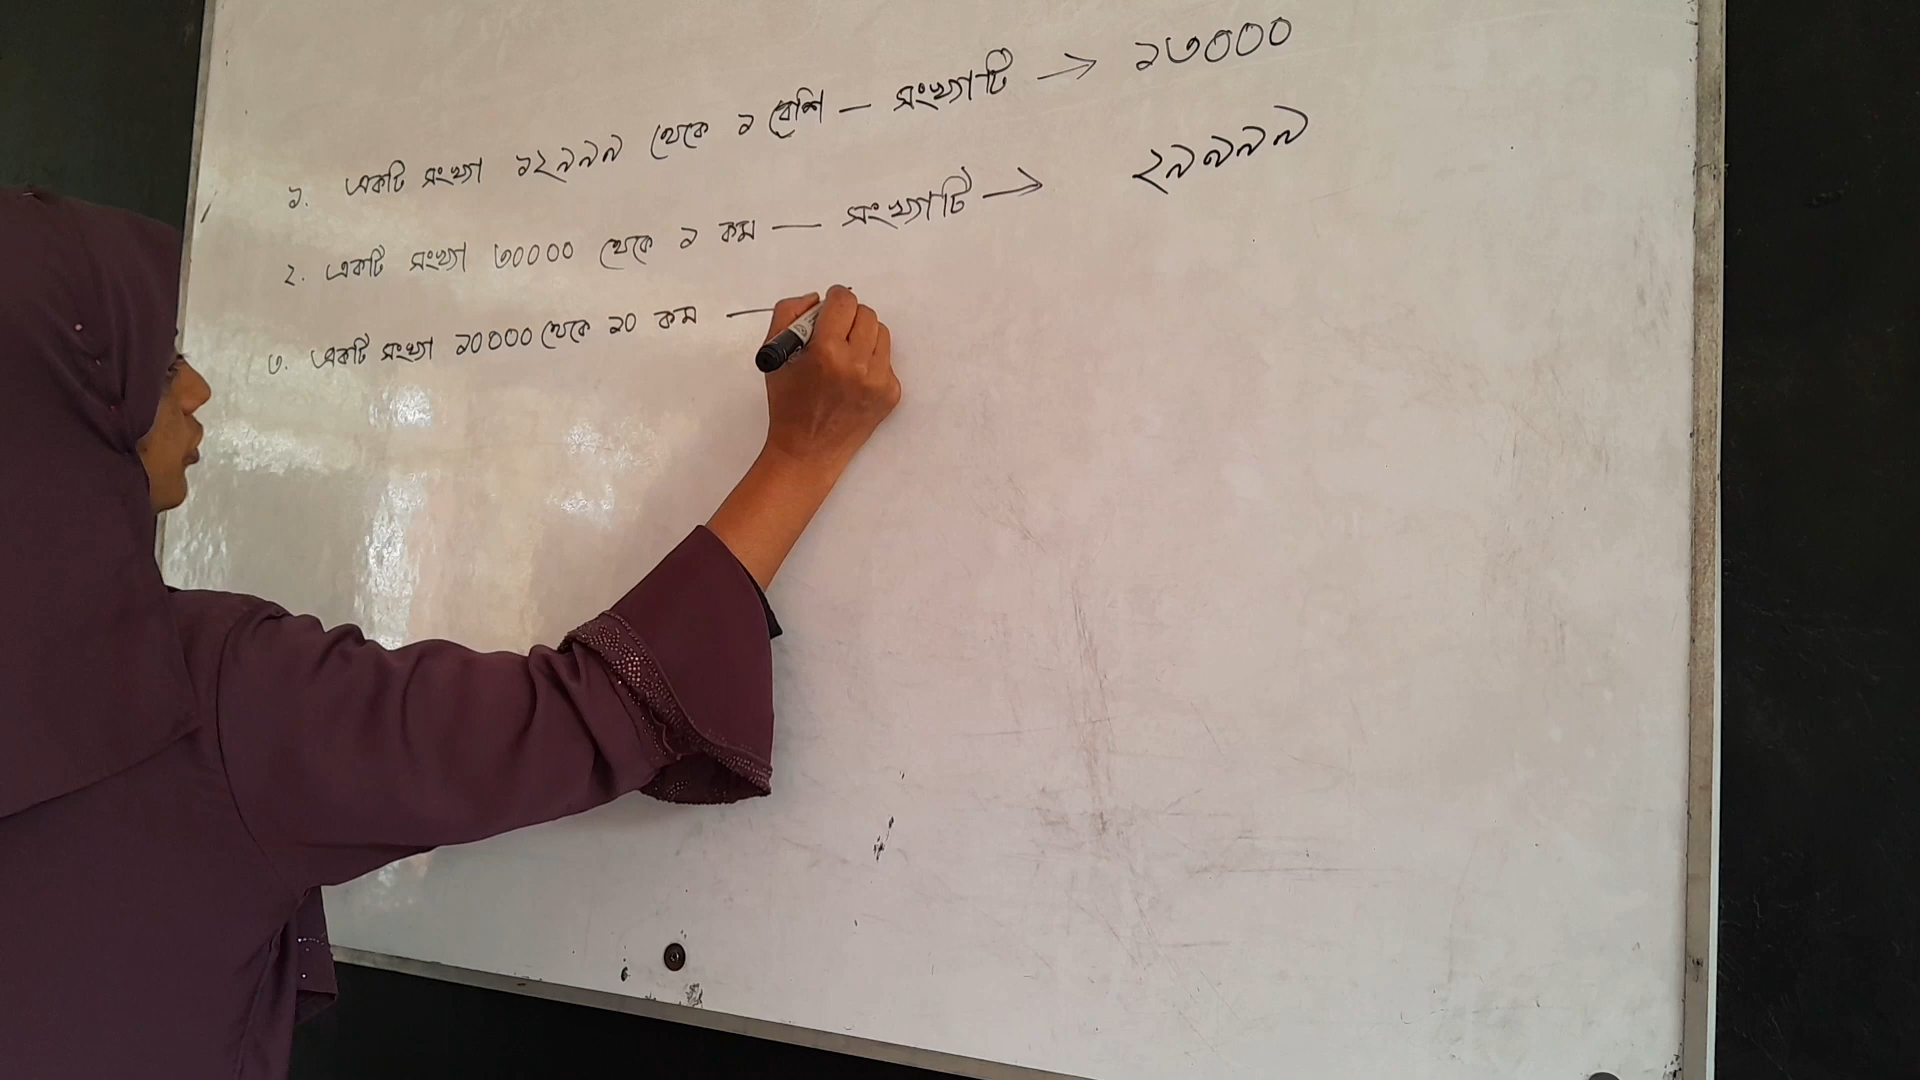 ১. একটি সংখ্যা ১২৯৯৯ থেকে ১ বেশি — সংখ্যাটি → ১৩০০০
২. একটি সংখ্যা ৩০০০০ থেকে ১ কম — সংখ্যাটি → ২৯৯৯৯
৩. একটি সংখ্যা ১০০০০ থেকে ১০ কম —